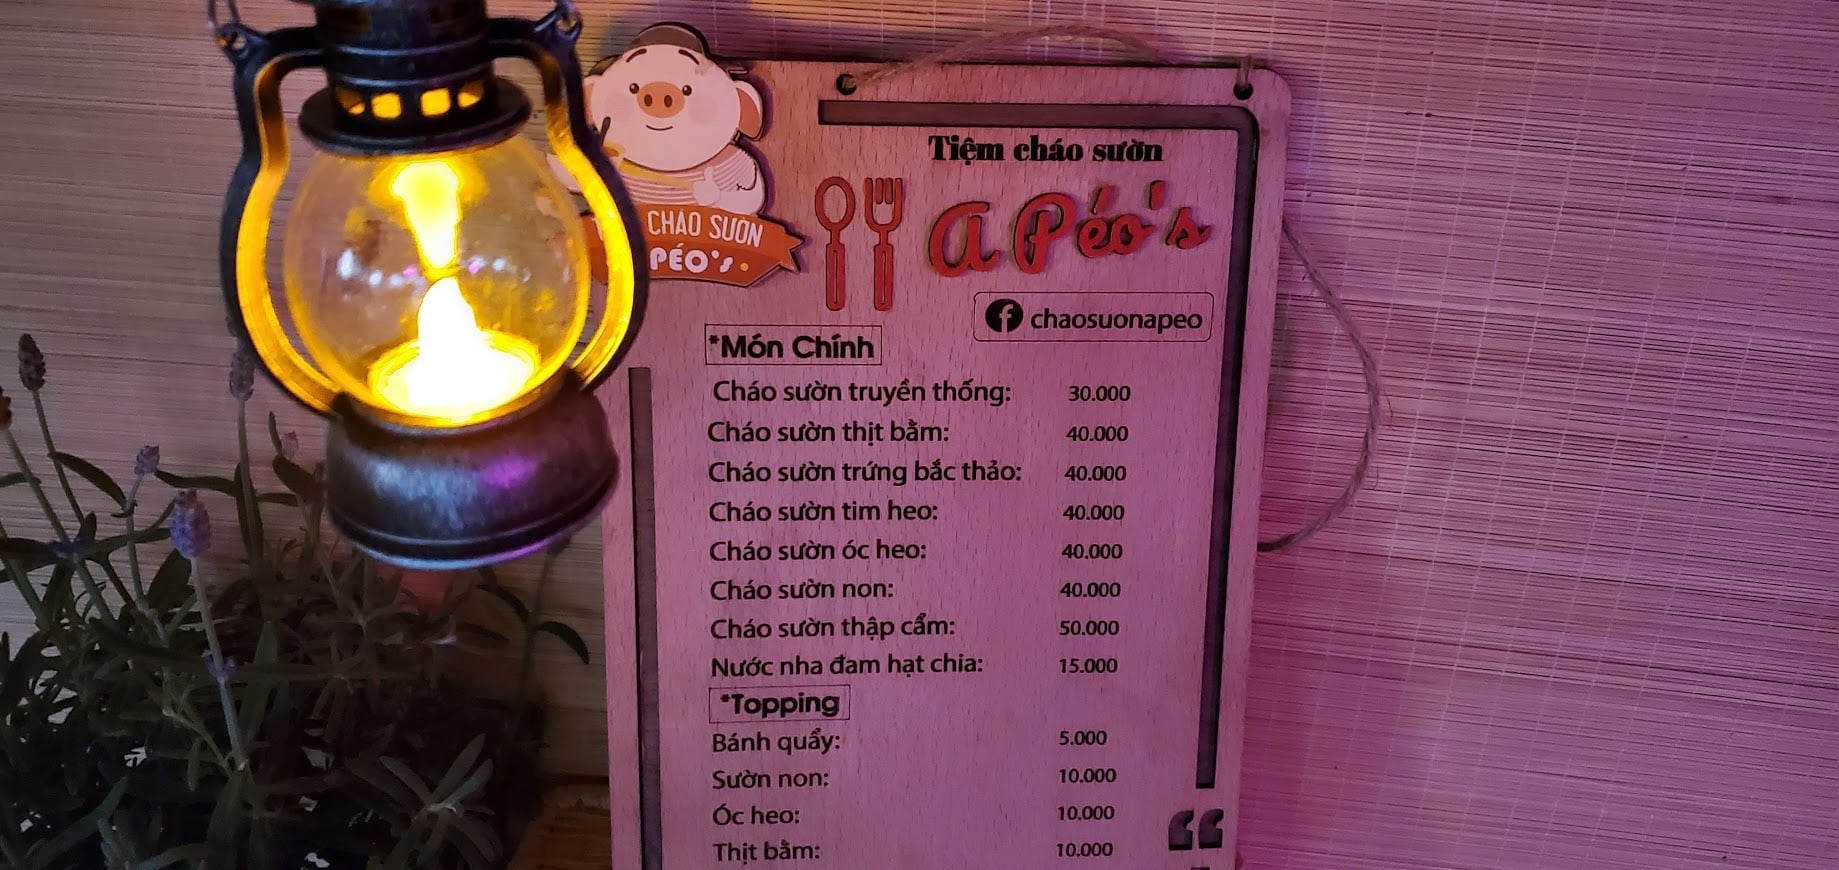 CHÁO SƯỜN
PÉO'S
Tiệm cháo sườn
A Péo's
chaosuonapeo
*Món Chính
Cháo sườn truyền thống: 30.000
Cháo sườn thịt bằm: 40.000
Cháo sườn trứng bắc thảo: 40.000
Cháo sườn tim heo: 40.000
Cháo sườn óc heo: 40.000
Cháo sườn non: 40.000
Cháo sườn thập cẩm: 50.000
Nước nha đam hạt chia: 15.000
*Topping
Bánh quẩy: 5.000
Sườn non: 10.000
Óc heo: 10.000
Thịt bằm: 10.000